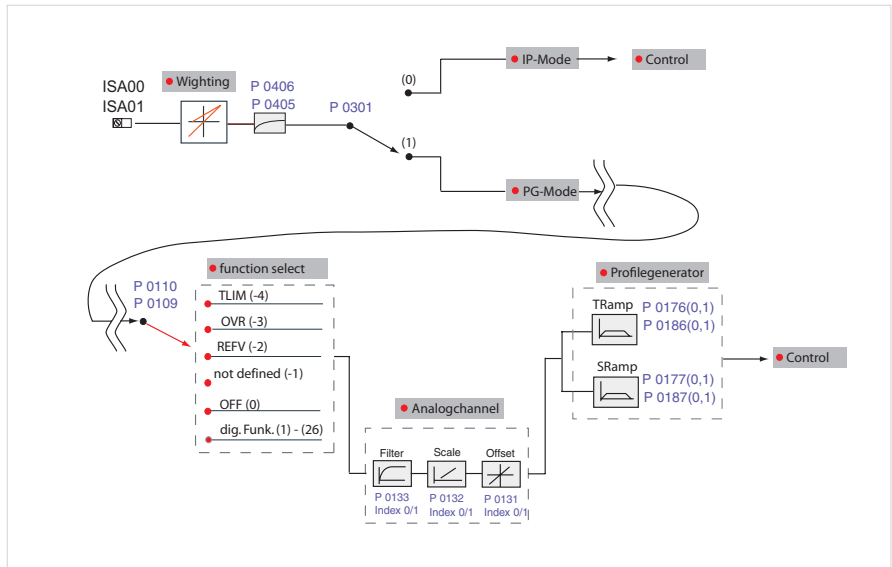 ISA00
ISA01
Wighting
P 0406
P 0405
P 0301
(0)
IP-Mode
Control
(1)
PG-Mode
P 0110
P 0109
function select
TLIM (-4)
OVR (-3)
REFV (-2)
not defined (-1)
OFF (0)
dig. Funk. (1) - (26)
Analogchannel
Filter
Scale
Offset
P 0133
Index 0/1
P 0132
Index 0/1
P 0131
Index 0/1
Profilegenerator
TRamp
P 0176(0,1)
P 0186(0,1)
SRamp
P 0177(0,1)
P 0187(0,1)
Control